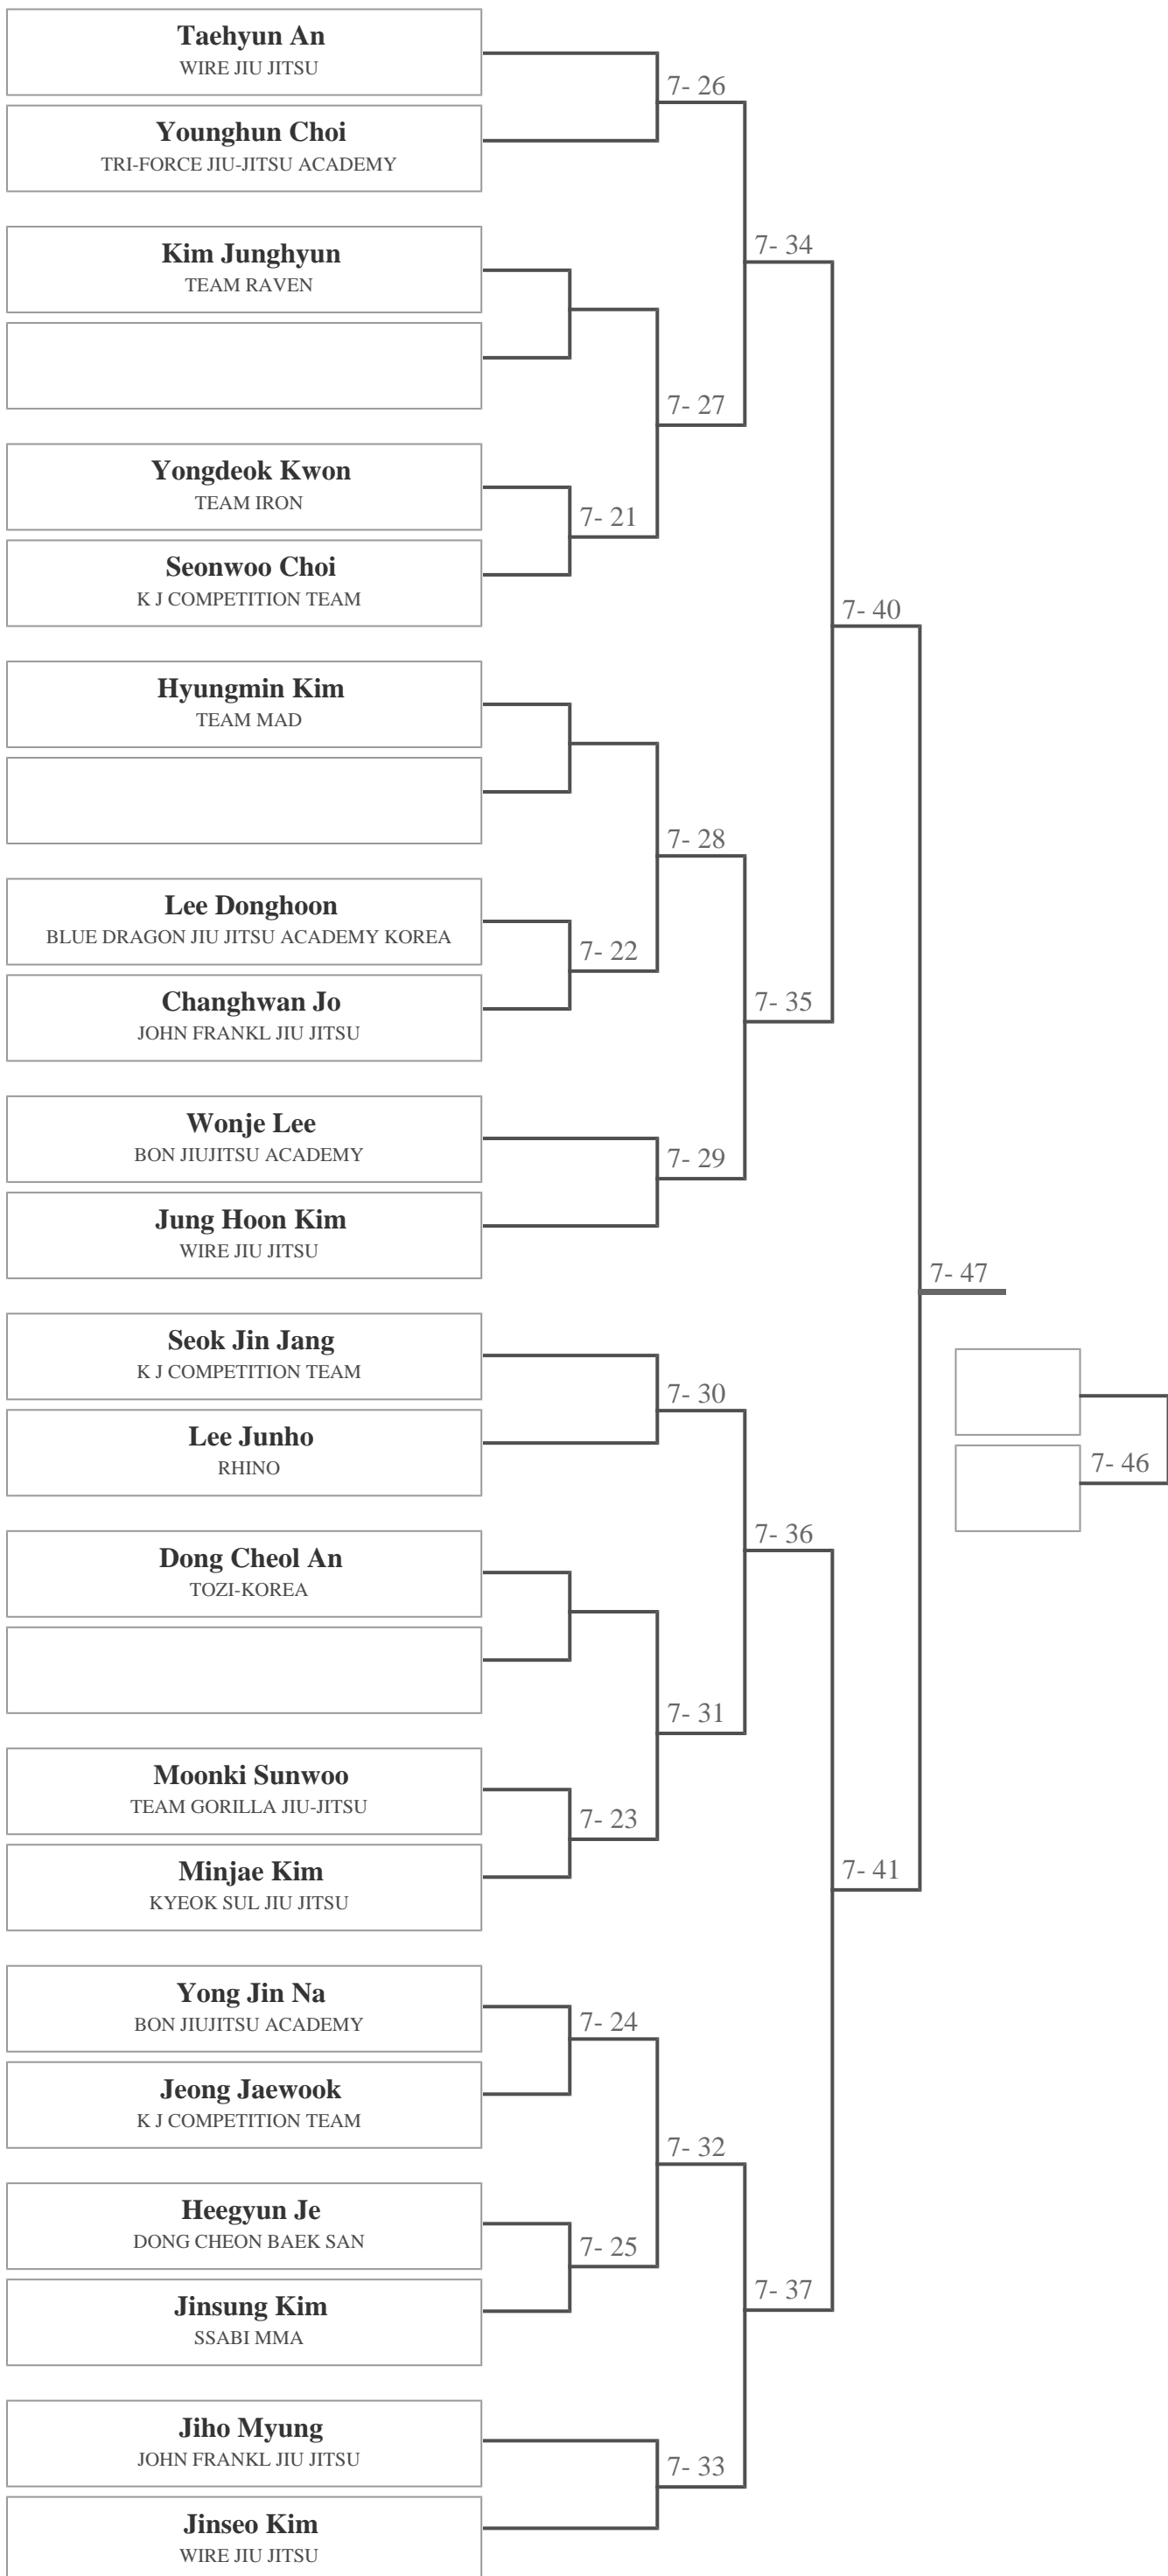 Taehyun An
WIRE JIU JITSU
7- 26
Younghun Choi
TRI-FORCE JIU-JITSU ACADEMY
Kim Junghyun
TEAM RAVEN
7- 34
7- 27
Yongdeok Kwon
TEAM IRON
7- 21
Seonwoo Choi
K J COMPETITION TEAM
7- 40
Hyungmin Kim
TEAM MAD
7- 28
Lee Donghoon
BLUE DRAGON JIU JITSU ACADEMY KOREA
7- 22
Changhwan Jo
JOHN FRANKL JIU JITSU
7- 35
Wonje Lee
BON JIUJITSU ACADEMY
7- 29
Jung Hoon Kim
WIRE JIU JITSU
7- 47
Seok Jin Jang
K J COMPETITION TEAM
7- 30
Lee Junho
RHINO
7- 46
Dong Cheol An
TOZI-KOREA
7- 36
7- 31
Moonki Sunwoo
TEAM GORILLA JIU-JITSU
7- 23
Minjae Kim
KYEOK SUL JIU JITSU
7- 41
Yong Jin Na
BON JIUJITSU ACADEMY
7- 24
Jeong Jaewook
K J COMPETITION TEAM
7- 32
Heegyun Je
DONG CHEON BAEK SAN
7- 25
Jinsung Kim
SSABI MMA
7- 37
Jiho Myung
JOHN FRANKL JIU JITSU
7- 33
Jinseo Kim
WIRE JIU JITSU